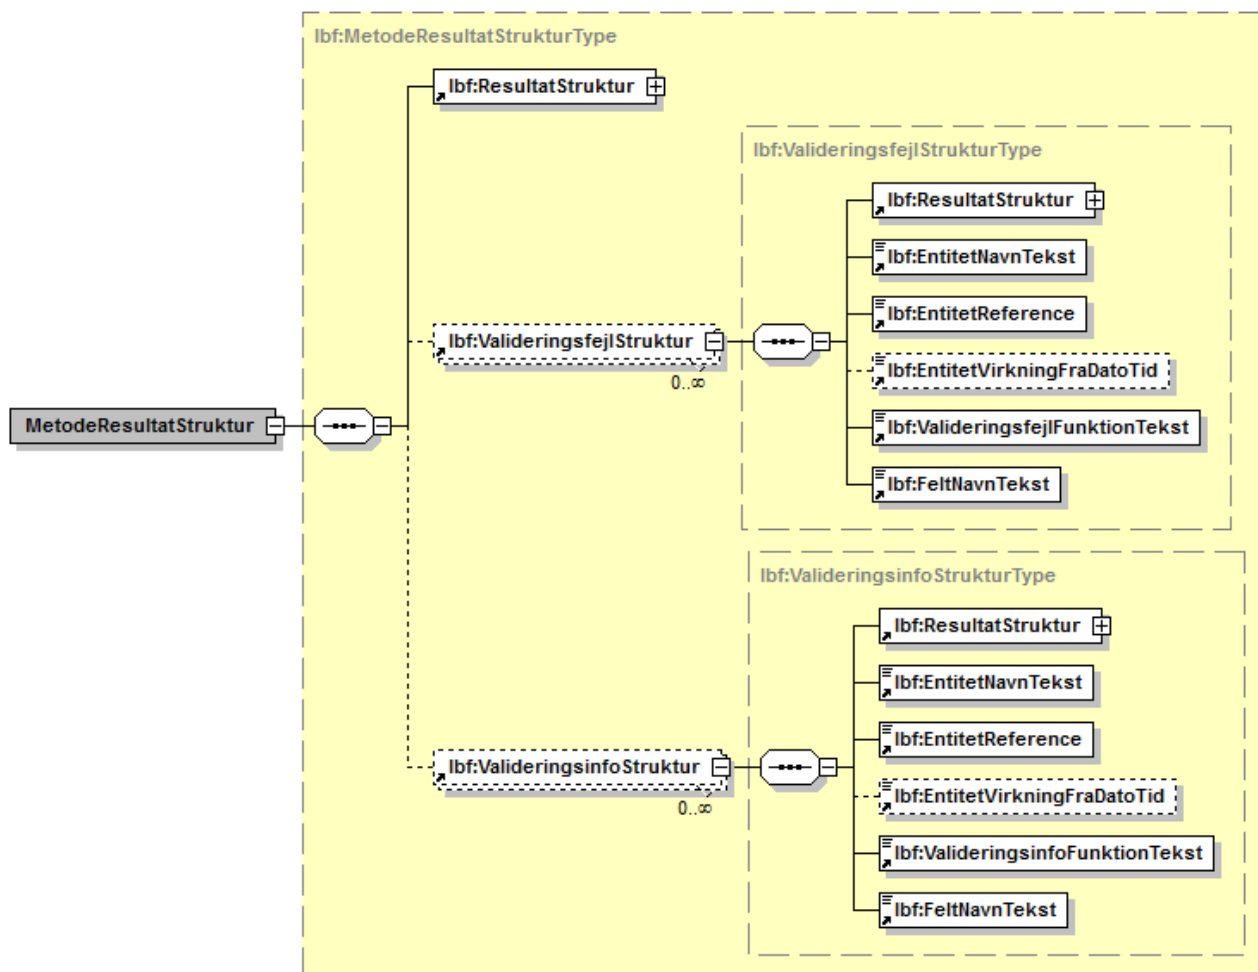 lbf:MetodeResultatStrukturType
lbf:ResultatStruktur
lbf:ValideringsfejlStrukturType
lbf:ResultatStruktur
lbf:EntitetNavnTekst
lbf:EntitetReference
lbf:ValideringsfejlStruktur
0..∞
lbf:EntitetVirkningFraDatoTid
lbf:ValideringsfejlFunktionTekst
MetodeResultatStruktur
lbf:FeltNavnTekst
lbf:ValideringsinfoStrukturType
lbf:ResultatStruktur
lbf:EntitetNavnTekst
lbf:EntitetReference
lbf:ValideringsinfoStruktur
0..∞
lbf:EntitetVirkningFraDatoTid
lbf:ValideringsinfoFunktionTekst
lbf:FeltNavnTekst